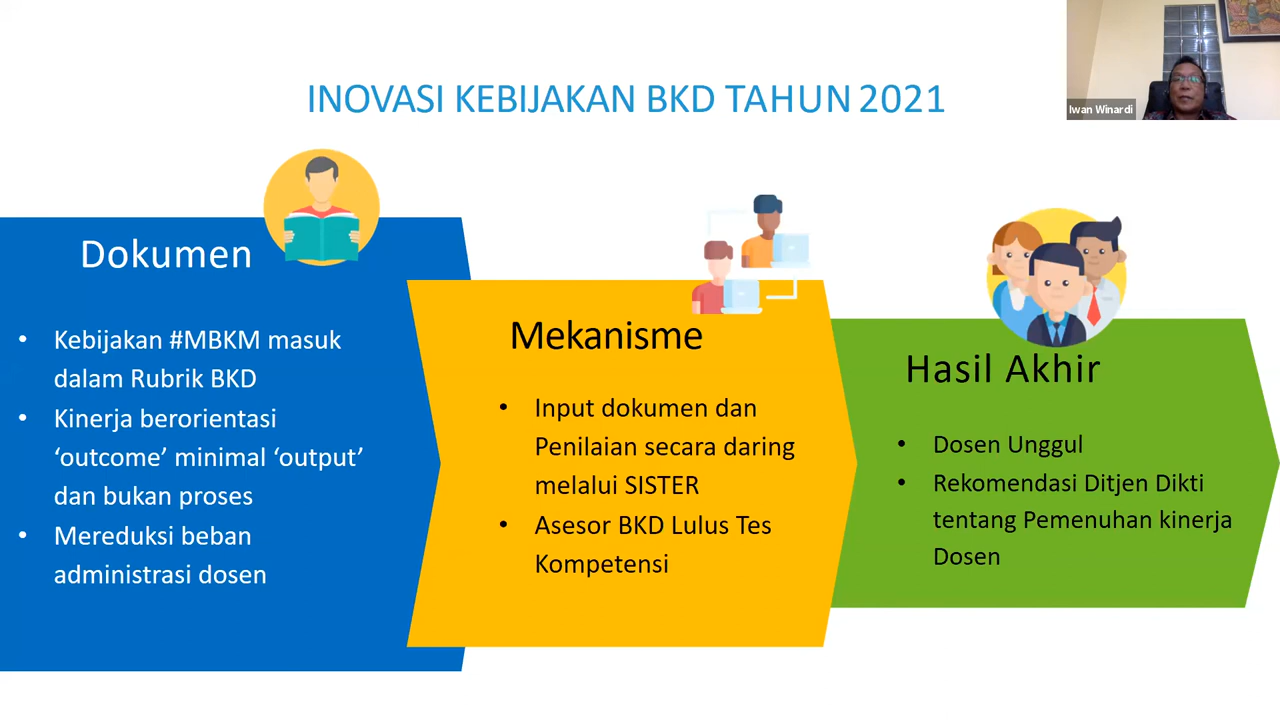 INOVASI KEBIJAKAN BKD TAHUN 2021
Iwan Winardi
Dokumen
• Kebijakan #MBKM masuk
dalam Rubrik BKD
• Kinerja berorientasi
‘outcome’ minimal ‘output’
dan bukan proses
• Mereduksi beban
administrasi dosen
Mekanisme
• Input dokumen dan
Penilaian secara daring
melalui SISTER
• Asesor BKD Lulus Tes
Kompetensi
Hasil Akhir
• Dosen Unggul
• Rekomendasi Ditjen Dikti
tentang Pemenuhan kinerja
Dosen